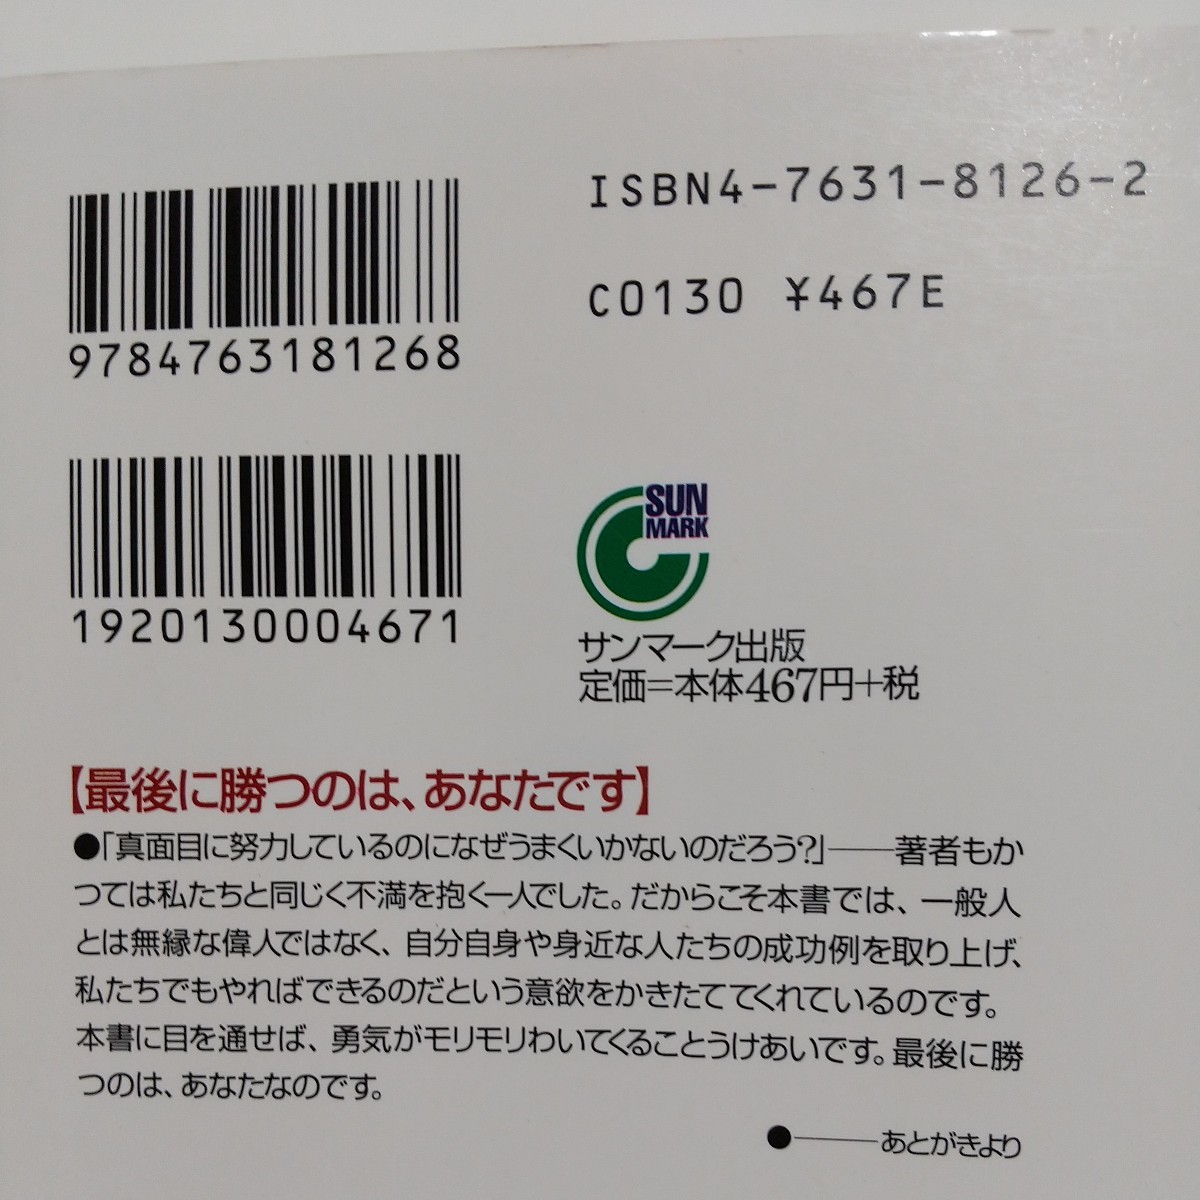 9784763181268
ISBN4-7631-8126-2
C0130 ¥467E
1920130004671
SUN
MARK
サンマーク出版
定価=本体467円+税
【最後に勝つのは、あなたです】
●「真面目に努力しているのになぜうまくいかないのだろう?」──著者もか
つては私たちと同じく不満を抱く一人でした。だからこそ本書では、一般人
とは無縁な偉人ではなく、自分自身や身近な人たちの成功例を取り上げ、
私たちでもやればできるのだという意欲をかきたててくれているのです。
本書に目を通せば、勇気がモリモリわいてくることうけあいです。最後に勝
つのは、あなたなのです。
●──あとがきより